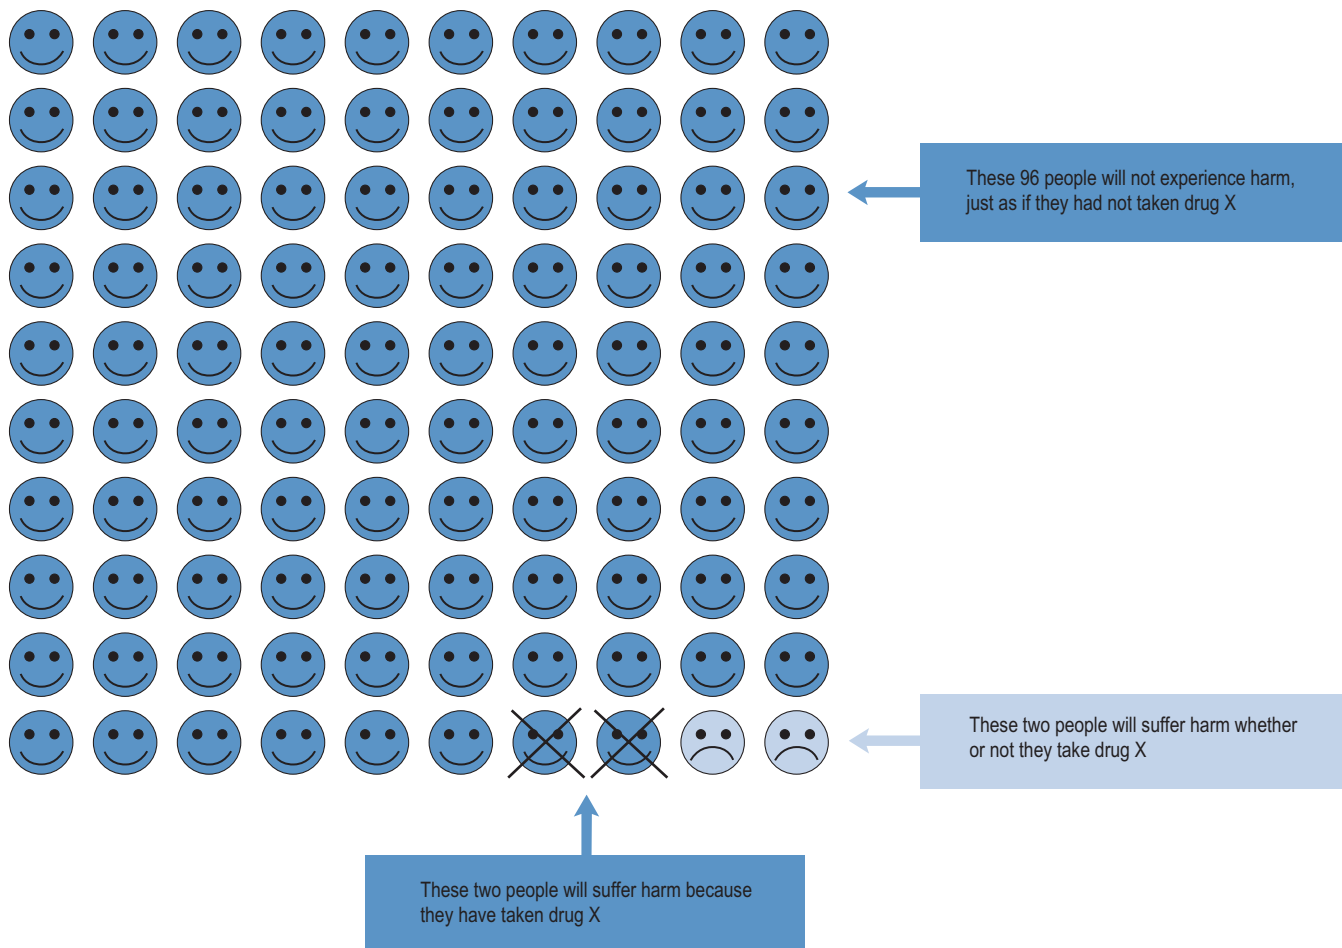 These 96 people will not experience harm,
just as if they had not taken drug X
These two people will suffer harm whether
or not they take drug X
These two people will suffer harm because
they have taken drug X